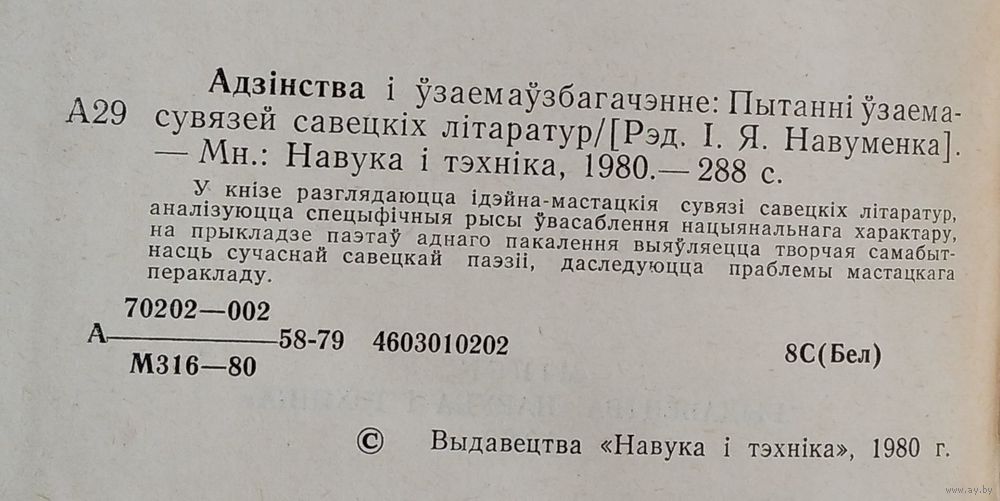 Адзінства і ўзаемаўзбагачэнне: Пытанні ўзаема-
А29 сувязей савецкіх літаратур/[Рэд. І. Я. Навуменка].
— Мн.: Навука і тэхніка, 1980.— 288 с.
У кнізе разглядаюцца ідэйна-мастацкія сувязі савецкіх літаратур,
аналізуюцца спецыфічныя рысы ўвасаблення нацыянальнага характару,
на прыкладзе паэтаў аднаго пакалення выяўляецца творчая самабыт-
насць сучаснай савецкай паэзіі, даследуюцца праблемы мастацкага
перакладу.
70202—002
А 58-79 4603010202
М316—80
8С(Бел)
© Выдавецтва «Навука і тэхніка», 1980 г.
www.ay.by